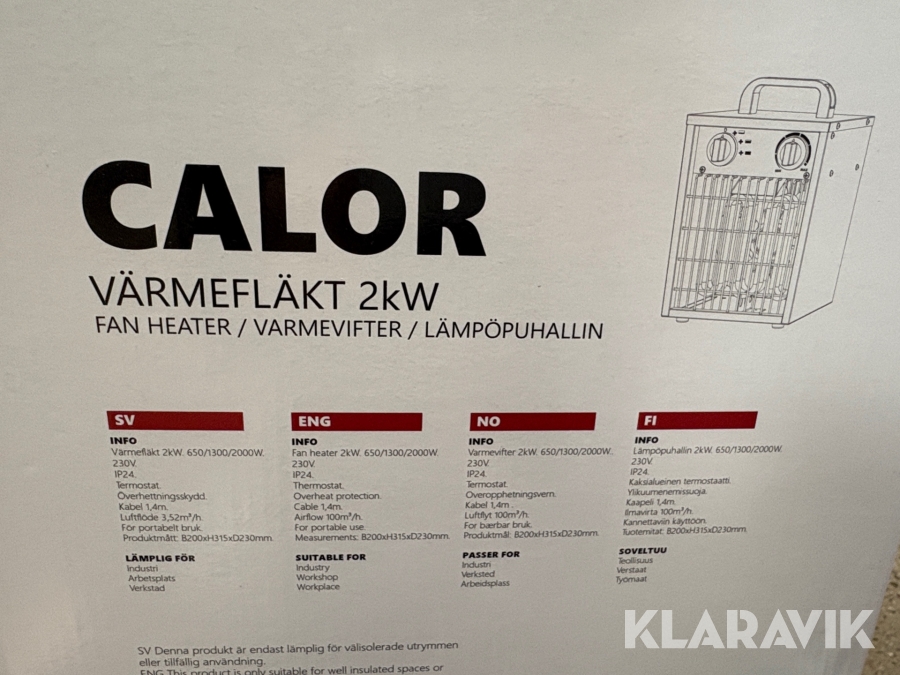 CALOR
VÄRMEFLÄKT 2kW
FAN HEATER / VARMEVIFTER / LÄMPÖPUHALLIN
SV
INFO
Värmefläkt 2kW. 650/1300/2000W.
230V.
IP24.
Termostat.
Överhettningsskydd.
Kabel 1,4m.
Luftflöde 3,52m³/h.
För portabelt bruk.
Produktmått: B200xH315xD230mm.
LÄMPLIG FÖR
Industri
Arbetsplats
Verkstad
ENG
INFO
Fan heater 2kW. 650/1300/2000W.
230V.
IP24.
Thermostat.
Overheat protection.
Cable 1,4m.
Airflow 100m³/h.
For portable use.
Measurements: B200xH315xD230mm.
SUITABLE FOR
Industry
Workshop
Workplace
NO
INFO
Varmevifter 2kW. 650/1300/2000W.
230V.
IP24.
Termostat.
Overopphetningsvern.
Kabel 1,4m.
Luftflyt 100m³/h.
For bærbar bruk.
Produktmål: B200xH315xD230mm.
PASSER FOR
Industri
Verksted
Arbeidsplass
FI
INFO
Lämpöpuhallin 2kW. 650/1300/2000W.
230V.
IP24.
Kaksialueinen termostaatti.
Ylikuumenemissuoja.
Kaapeli 1,4m.
Ilmavirta 100m³/h.
Kannettaviin käyttöön.
Tuotemitat: B200xH315xD230mm.
SOVELTUU
Teollisuus
Verstaat
Työmaat
SV Denna produkt är endast lämplig för välisolerade utrymmen
eller tillfällig användning.
ENG This product is only suitable for well insulated spaces or
KLARAVIK